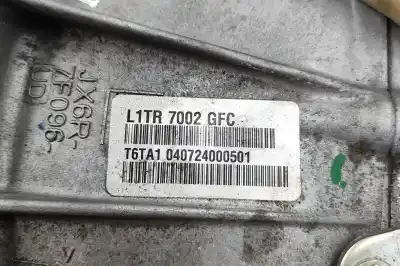 JX6R-
7F096-
L1TR 7002 GFC
T6TA1 040724000501